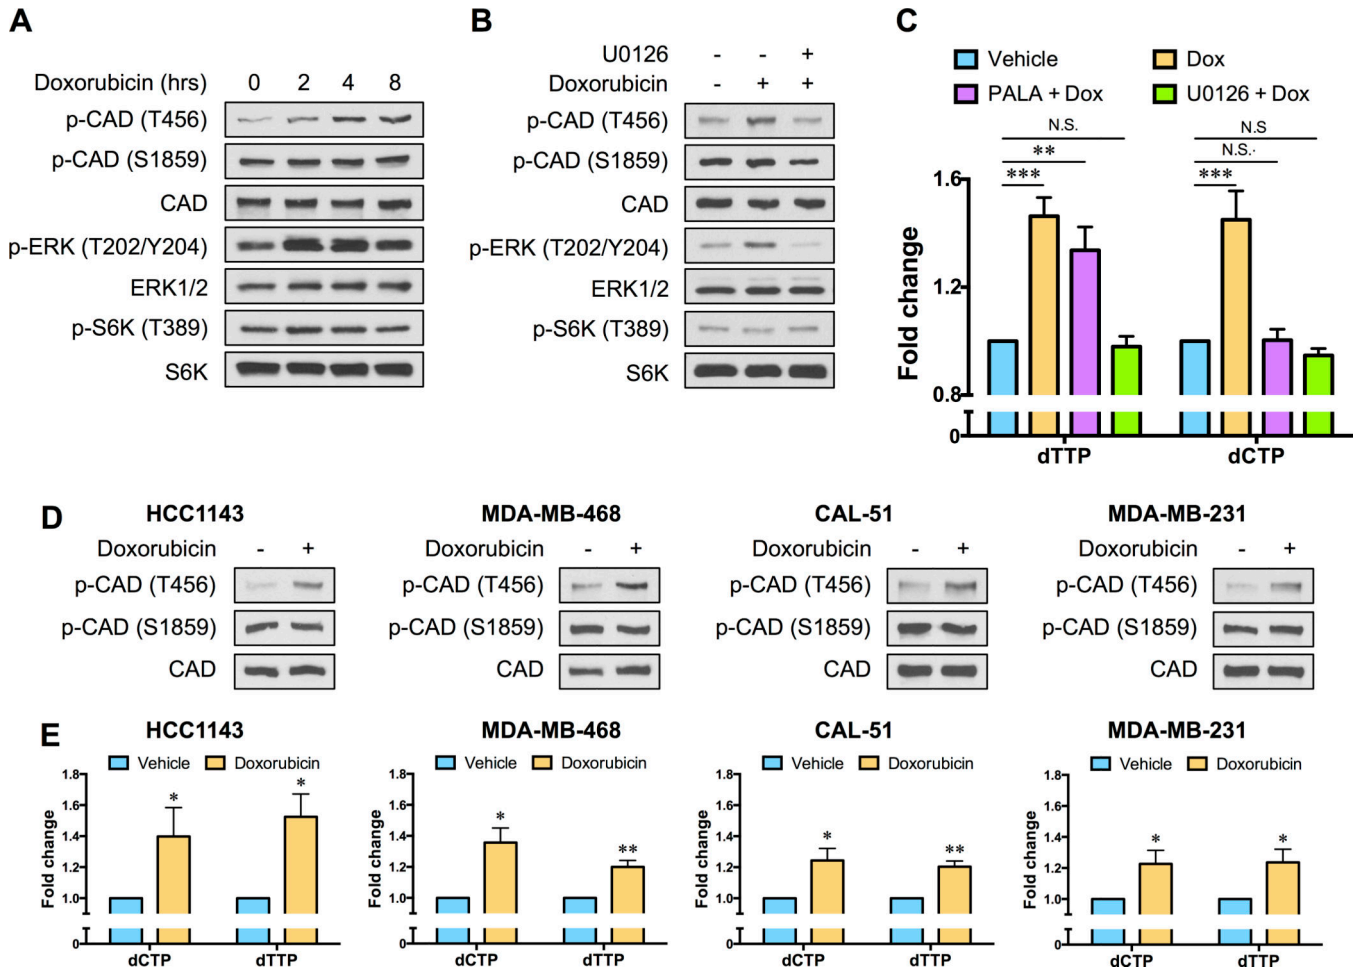 A
Doxorubicin (hrs) 0 2 4 8
p-CAD (T456)
p-CAD (S1859)
CAD
p-ERK (T202/Y204)
ERK1/2
p-S6K (T389)
S6K
B
U0126 - - +
Doxorubicin - + +
p-CAD (T456)
p-CAD (S1859)
CAD
p-ERK (T202/Y204)
ERK1/2
p-S6K (T389)
S6K
C
Vehicle Dox
PALA + Dox U0126 + Dox
N.S. N.S
** N.S.
*** ***
Fold change
1.6
1.2
0.8
0
dTTP dCTP
D
HCC1143 MDA-MB-468 CAL-51 MDA-MB-231
Doxorubicin - + Doxorubicin - + Doxorubicin - + Doxorubicin - +
p-CAD (T456) p-CAD (T456) p-CAD (T456) p-CAD (T456)
p-CAD (S1859) p-CAD (S1859) p-CAD (S1859) p-CAD (S1859)
CAD CAD CAD CAD
E
HCC1143
Vehicle Doxorubicin
Fold change
1.8
1.6
1.4
1.2
1.0
0
* *
dCTP dTTP
MDA-MB-468
Vehicle Doxorubicin
Fold change
1.8
1.6
1.4
1.2
1.0
0
* **
dCTP dTTP
CAL-51
Vehicle Doxorubicin
Fold change
1.8
1.6
1.4
1.2
1.0
0
* **
dCTP dTTP
MDA-MB-231
Vehicle Doxorubicin
Fold change
1.8
1.6
1.4
1.2
1.0
0
* *
dCTP dTTP